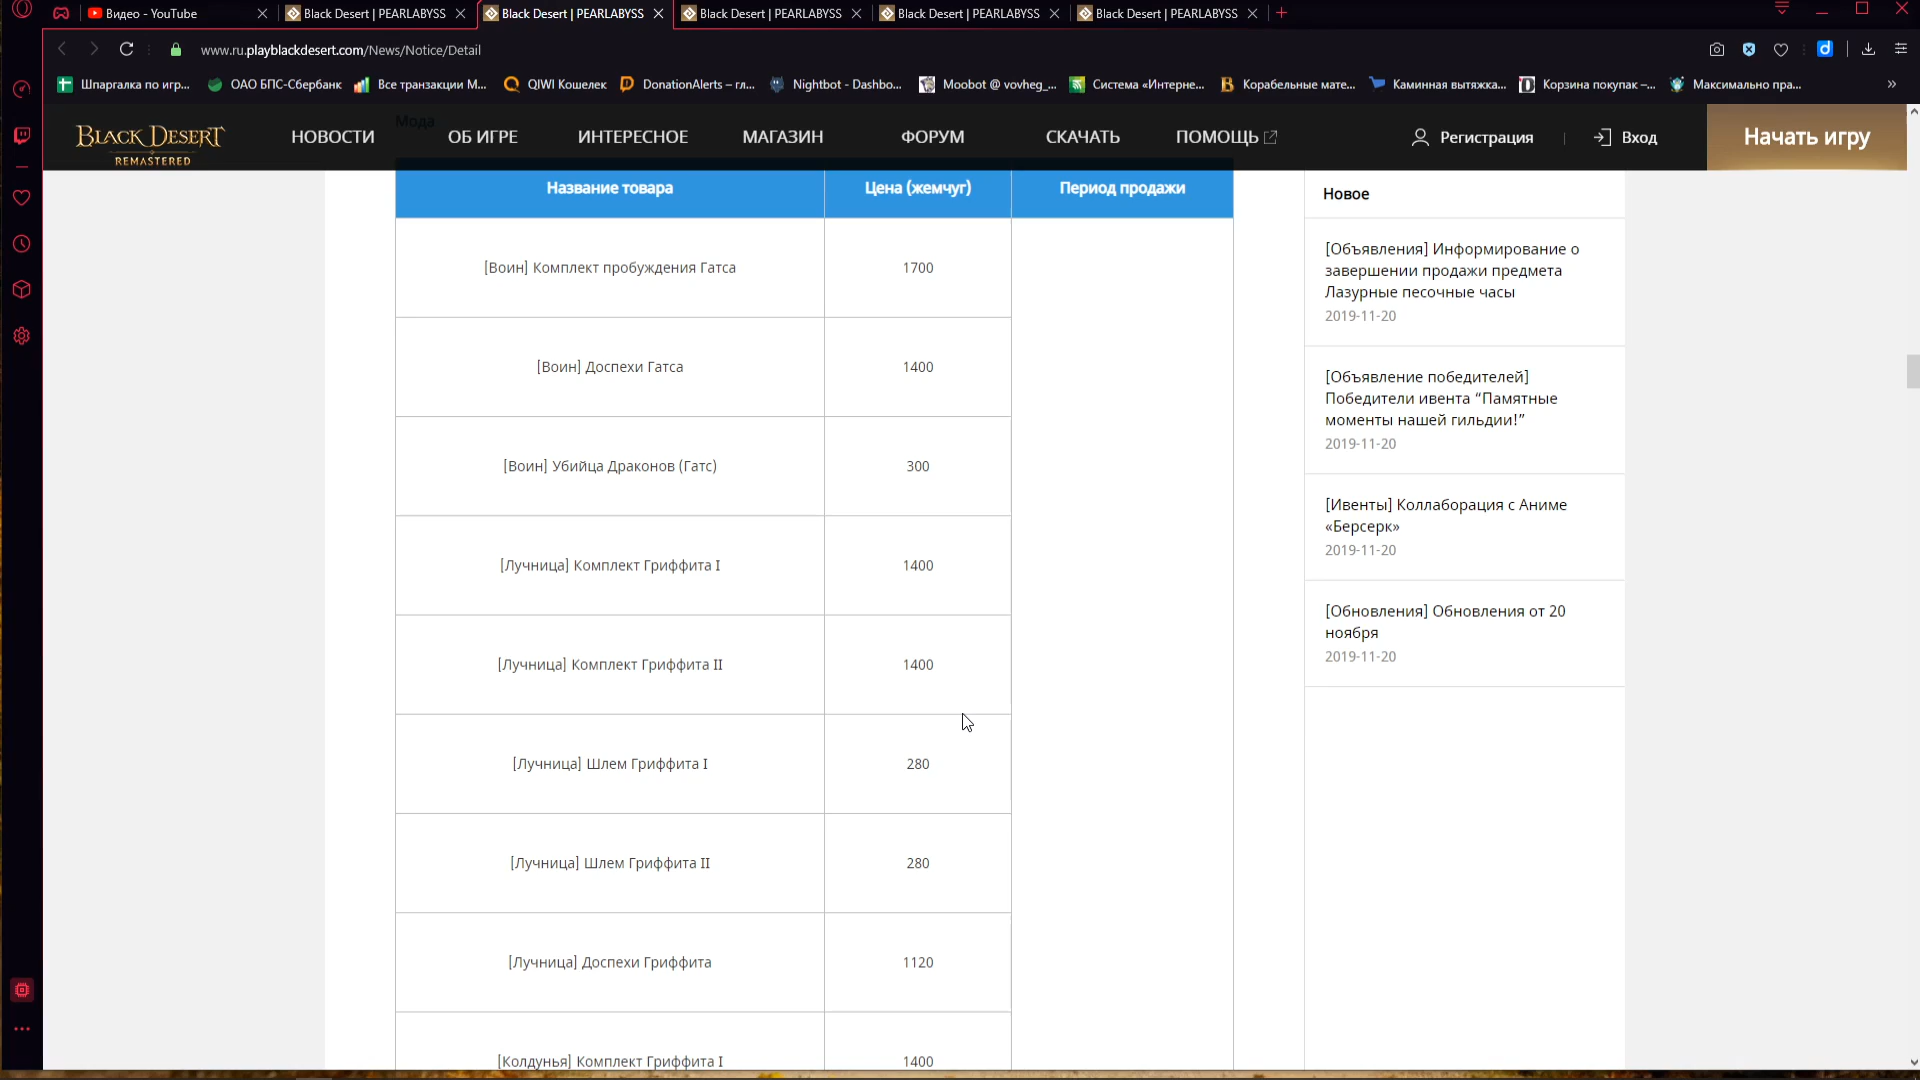 Видео - YouTube
Black Desert | PEARLABYSS
Black Desert | PEARLABYSS
Black Desert | PEARLABYSS
Black Desert | PEARLABYSS
Black Desert | PEARLABYSS
www.ru.playblackdesert.com/News/Notice/Detail
Шпаргалка по игр...
ОАО БПС-Сбербанк
Все транзакции M...
QIWI Кошелек
DonationAlerts – гл...
Nightbot - Dashbo...
Moobot @ vovheg_...
Система «Интерне...
Корабельные мате...
Каминная вытяжка...
Корзина покупак –...
Максимально пра...
BLACK DESERT
REMASTERED
НОВОСТИ
Мода
ОБ ИГРЕ
ИНТЕРЕСНОЕ
МАГАЗИН
ФОРУМ
СКАЧАТЬ
ПОМОЩЬ
Регистрация
Вход
Начать игру
Название товара
Цена (жемчуг)
Период продажи
[Воин] Комплект пробуждения Гатса
1700
[Воин] Доспехи Гатса
1400
[Воин] Убийца Драконов (Гатс)
300
[Лучница] Комплект Гриффита I
1400
[Лучница] Комплект Гриффита II
1400
[Лучница] Шлем Гриффита I
280
[Лучница] Шлем Гриффита II
280
[Лучница] Доспехи Гриффита
1120
[Колдунья] Комплект Гриффита I
1400
Новое
[Объявления] Информирование о
завершении продажи предмета
Лазурные песочные часы
2019-11-20
[Объявление победителей]
Победители ивента “Памятные
моменты нашей гильдии!”
2019-11-20
[Ивенты] Коллаборация с Аниме
«Берсерк»
2019-11-20
[Обновления] Обновления от 20
ноября
2019-11-20